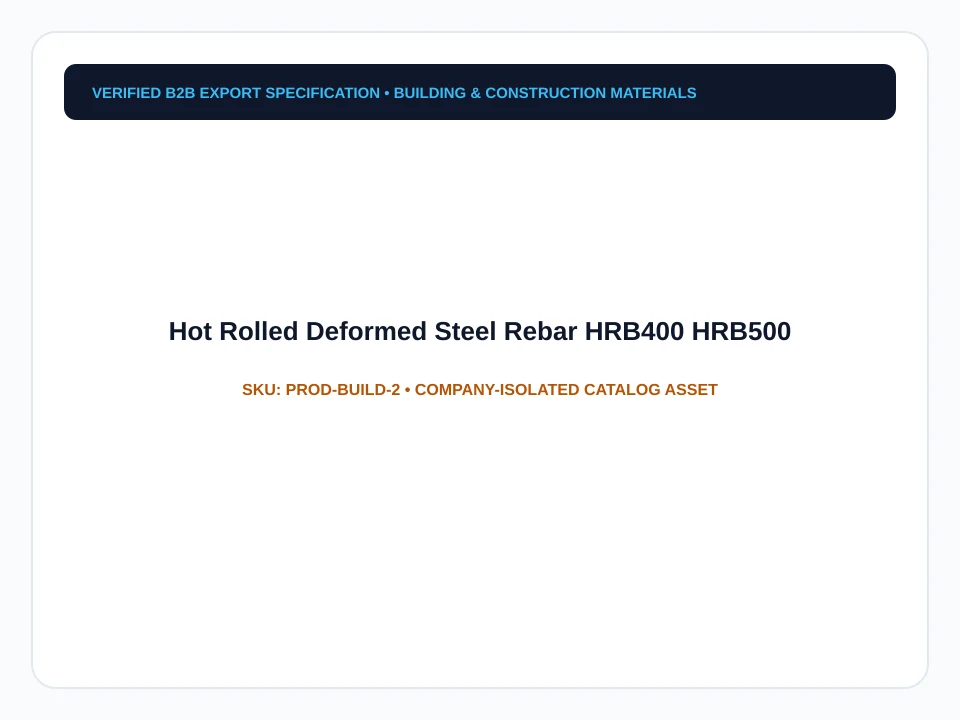 VERIFIED B2B EXPORT SPECIFICATION • BUILDING & CONSTRUCTION MATERIALS
Hot Rolled Deformed Steel Rebar HRB400 HRB500
SKU: PROD-BUILD-2 • COMPANY-ISOLATED CATALOG ASSET